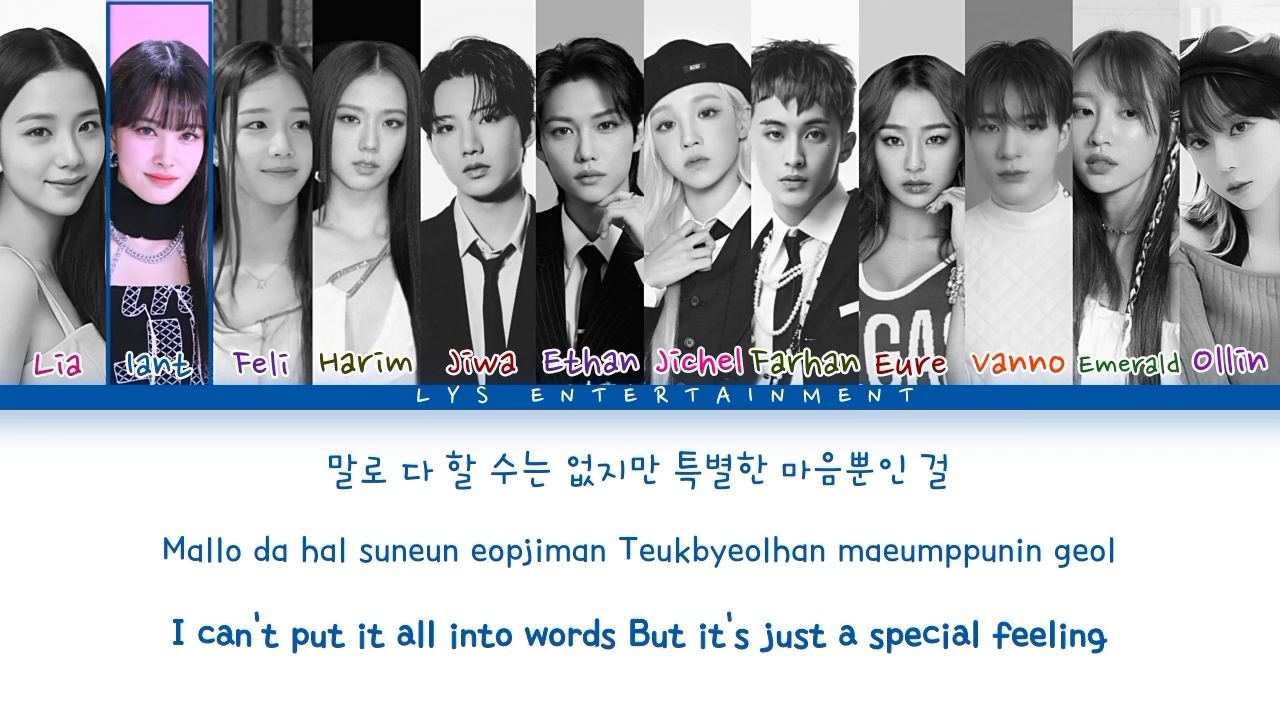 Lia Iant Feli Harim Jiwa Ethan Jichel Farhan Eure Vanno Emerald Ollin
LYS ENTERTAINMENT
말로 다 할 수는 없지만 특별한 마음뿐인 걸
Mallo da hal suneun eopjiman Teukbyeolhan maeumppunin geol
I can't put it all into words But it's just a special feeling